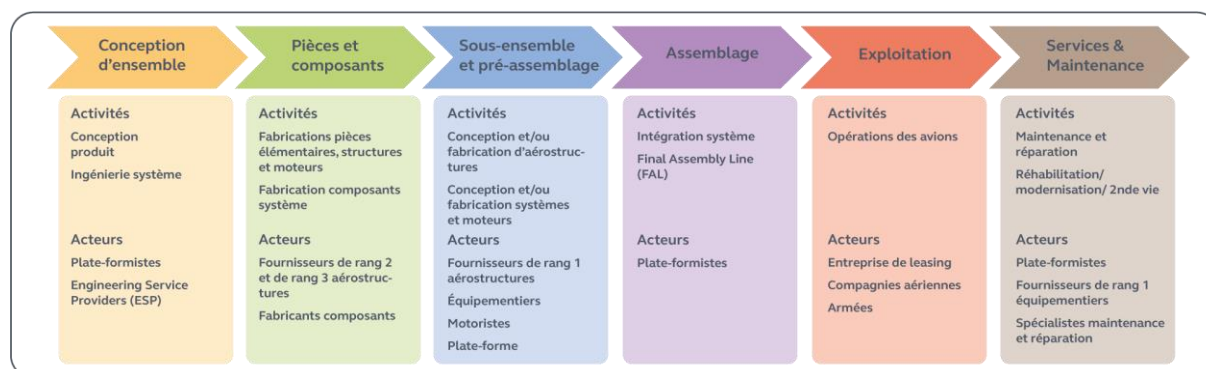 Conception
d'ensemble
Pièces et
composants
Sous-ensemble
et pré-assemblage
Assemblage
Exploitation
Services &
Maintenance
Activités
Conception
produit
Ingénierie système
Acteurs
Plate-formistes
Engineering Service
Providers (ESP)
Activités
Fabrications pièces
élémentaires, structures
et moteurs
Fabrication composants
système
Acteurs
Fournisseurs de rang 2
et de rang 3 aérostruc-
tures
Fabricants composants
Activités
Conception et/ou
fabrication d'aérostruc-
tures
Conception et/ou
fabrication systèmes
et moteurs
Acteurs
Fournisseurs de rang 1
aérostructures
Équipementiers
Motoristes
Plate-forme
Activités
Intégration système
Final Assembly Line
(FAL)
Acteurs
Plate-formistes
Activités
Opérations des avions
Acteurs
Entreprise de leasing
Compagnies aériennes
Armées
Activités
Maintenance et
réparation
Réhabilitation/
modernisation/ 2nde vie
Acteurs
Plate-formistes
Fournisseurs de rang 1
équipementiers
Spécialistes maintenance
et réparation